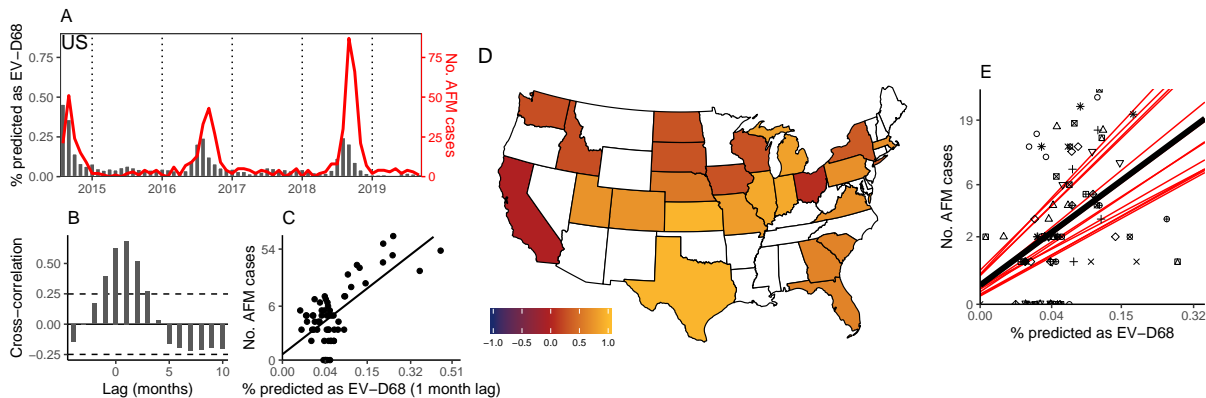 A
US
% predicted as EV−D68
0.75
0.50
0.25
0.00
75
50
25
0
No. AFM
cases
2015 2016 2017 2018 2019
B
Cross−correlation
0.50
0.25
0.00
−0.25
0 5 10
Lag (months)
C
No. AFM cases
54
6
0
0.00 0.04 0.15 0.27 0.51
% predicted as EV−D68 (1 month lag)
D
−1.0 −0.5 0.0 0.5 1.0
E
No. AFM cases
19
6
2
0
0.00 0.04 0.15 0.32
% predicted as EV−D68